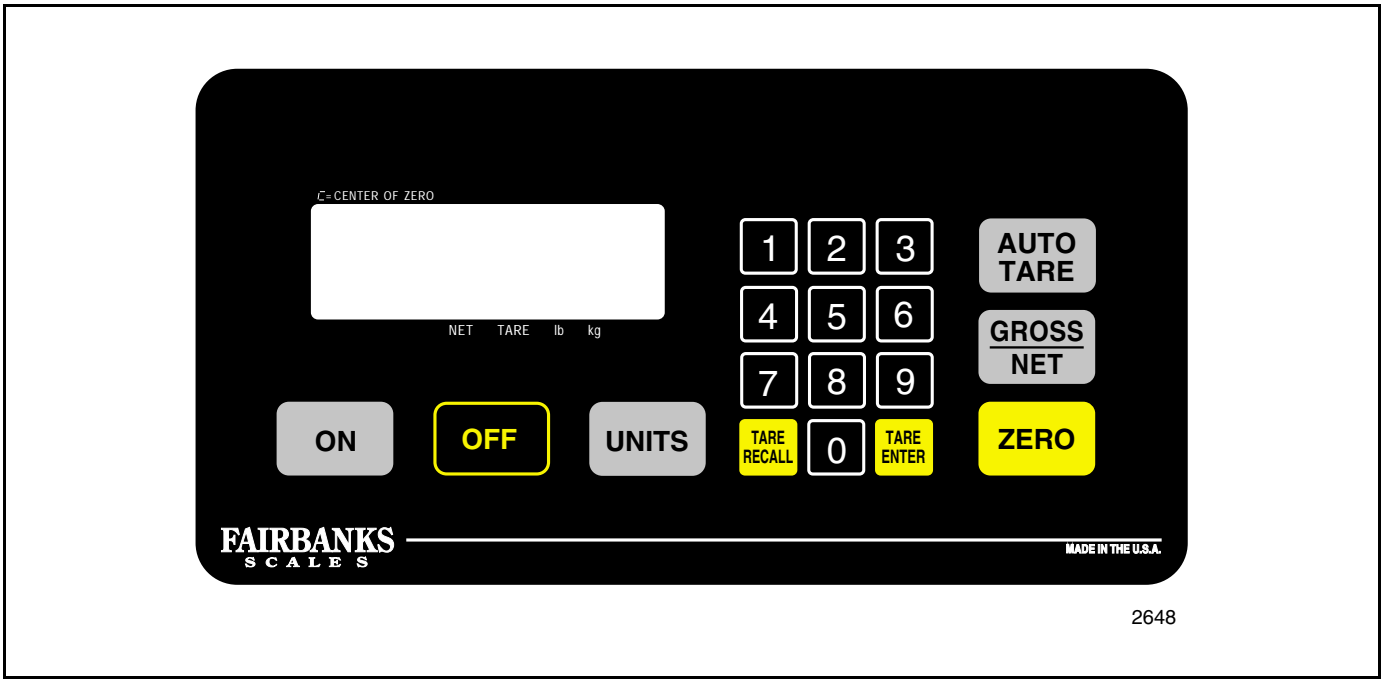 C=CENTER OF ZERO
NET TARE lb kg
1 2 3
4 5 6
7 8 9
TARE RECALL 0 TARE ENTER
AUTO
TARE
GROSS
NET
ON OFF UNITS
ZERO
FAIRBANKS
SCALES
MADE IN THE U.S.A.
2648